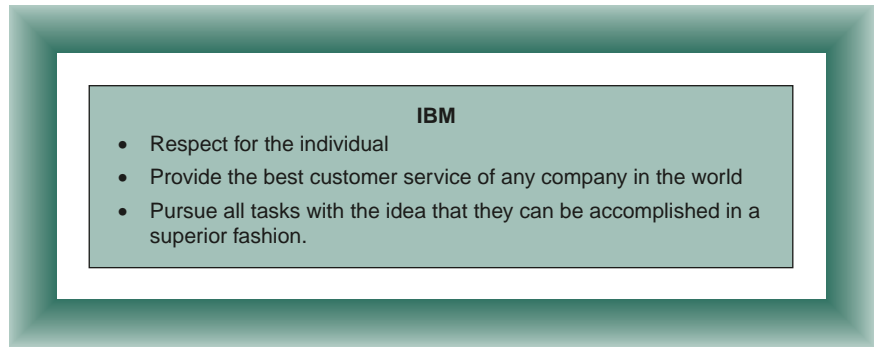 IBM
• Respect for the individual
• Provide the best customer service of any company in the world
• Pursue all tasks with the idea that they can be accomplished in a
superior fashion.